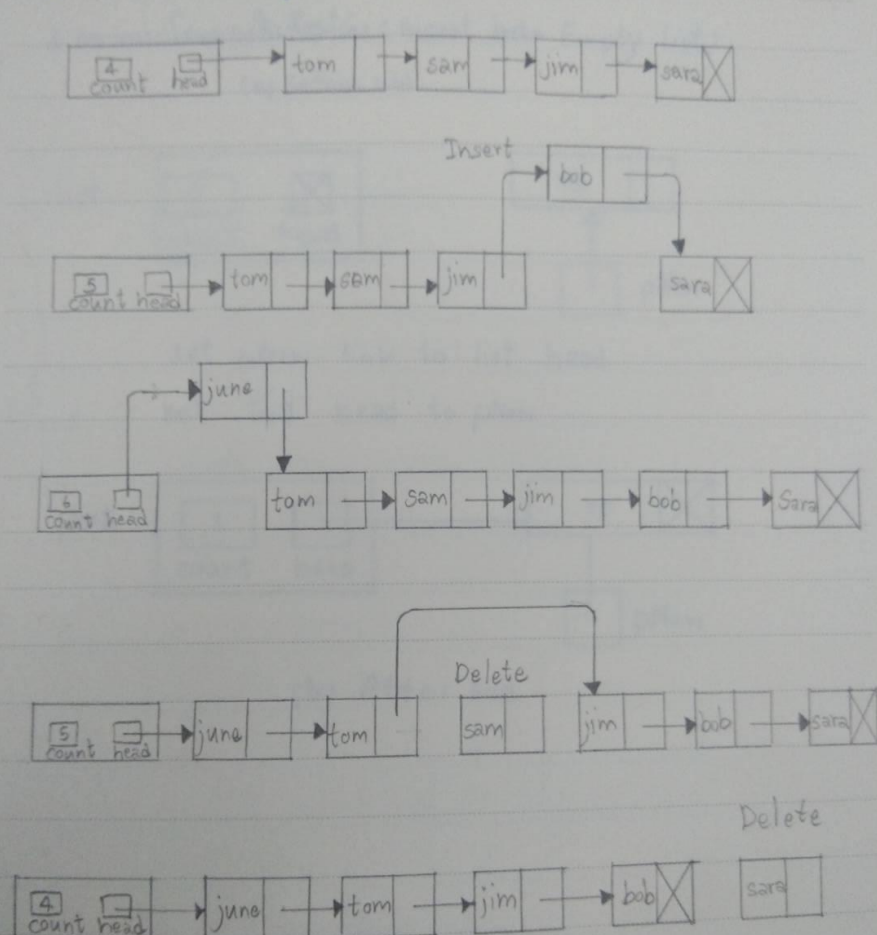 4 count head tom sam jim sara
Insert
bob
5 count head tom sam jim sara
june
6 count head tom sam jim bob Sara
Delete
5 count head june tom sam jim bob sara
Delete
4 count head june tom jim bob sara